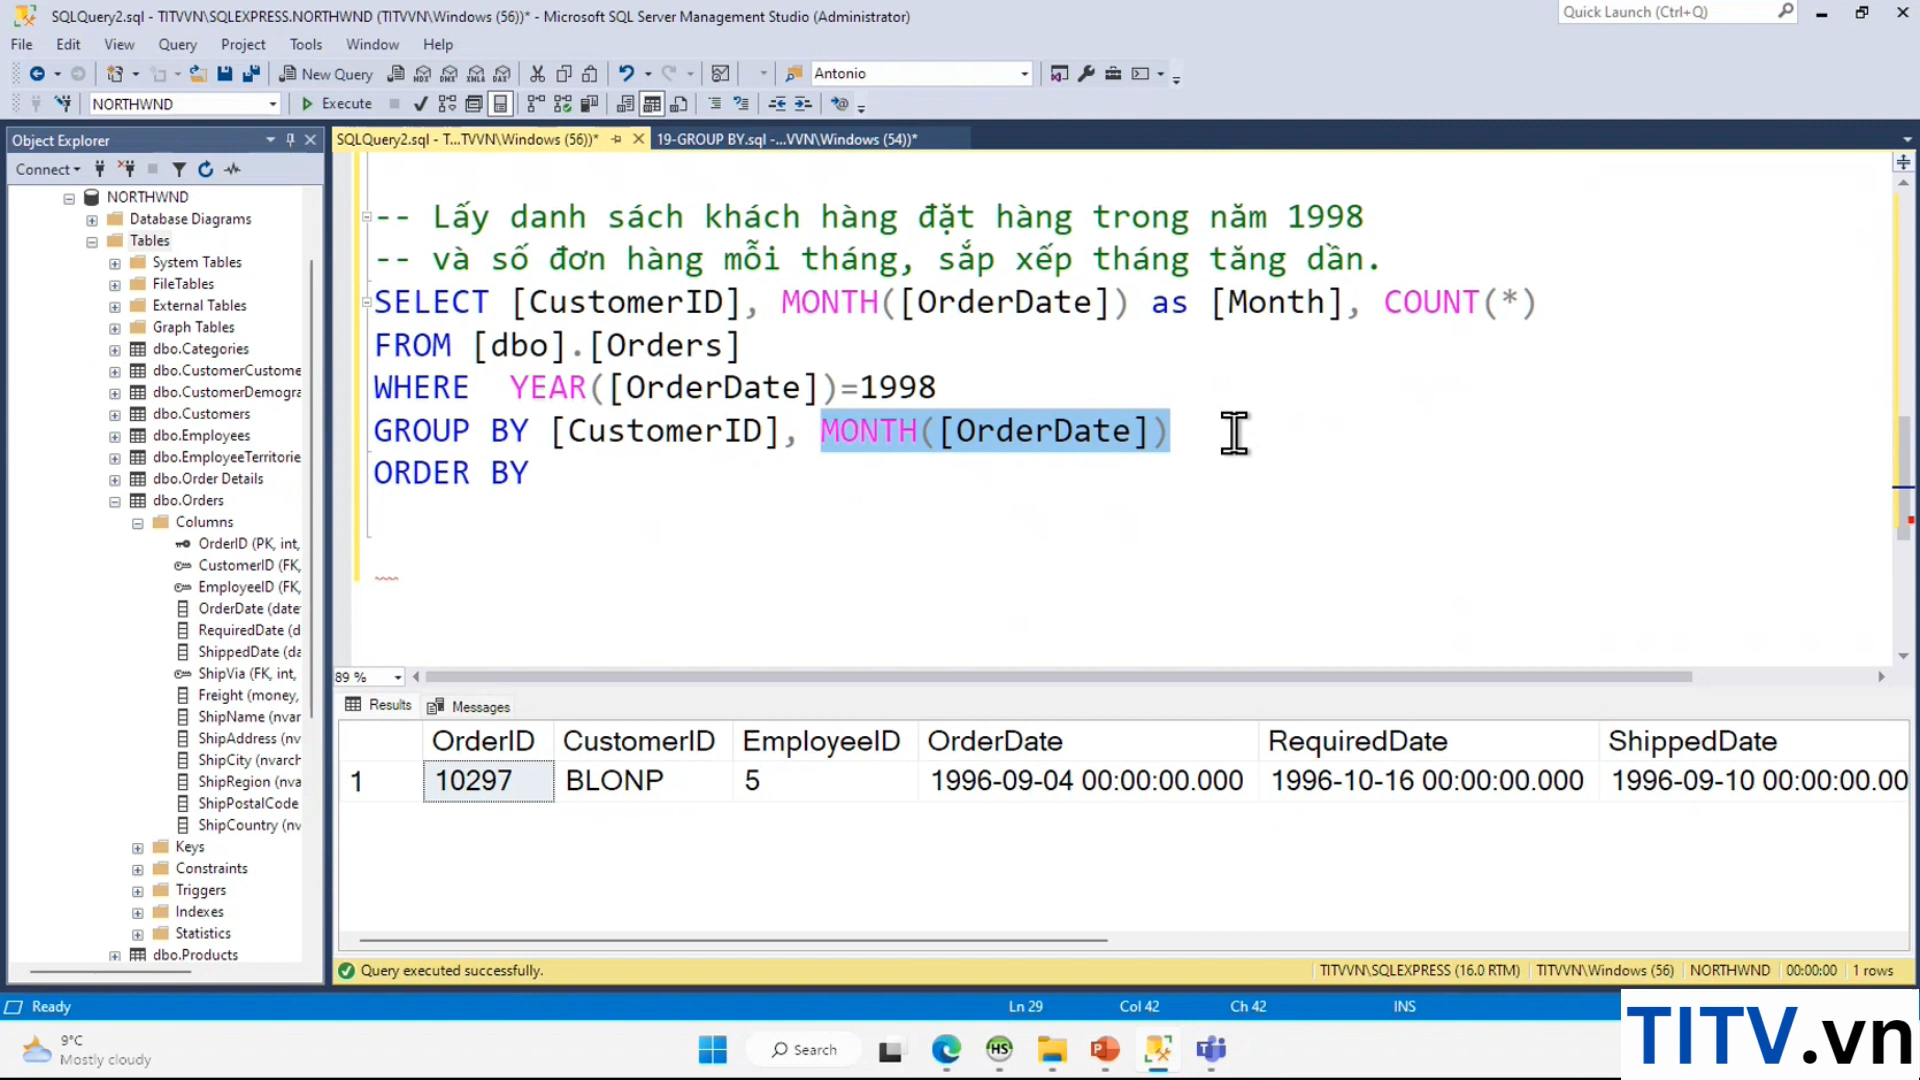 SQLQuery2.sql - TITVVN\SQLEXPRESS.NORTHWND (TITVVN\Windows (56))* - Microsoft SQL Server Management Studio (Administrator)
Quick Launch (Ctrl+Q)
File Edit View Query Project Tools Window Help
New Query
Antonio
NORTHWND
Execute
Object Explorer
SQLQuery2.sql - T...TVVN\Windows (56))*
19-GROUP BY.sql -...VVN\Windows (54))*
Connect
NORTHWND
Database Diagrams
Tables
System Tables
FileTables
External Tables
Graph Tables
dbo.Categories
dbo.CustomerCustome
dbo.CustomerDemogra
dbo.Customers
dbo.Employees
dbo.EmployeeTerritorie
dbo.Order Details
dbo.Orders
Columns
OrderID (PK, int,
CustomerID (FK,
EmployeeID (FK,
OrderDate (date
RequiredDate (d
ShippedDate (da
ShipVia (FK, int,
Freight (money,
ShipName (nvar
ShipAddress (nv
ShipCity (nvarch
ShipRegion (nva
ShipPostalCode
ShipCountry (nv
Keys
Constraints
Triggers
Indexes
Statistics
dbo.Products
-- Lấy danh sách khách hàng đặt hàng trong năm 1998
-- và số đơn hàng mỗi tháng, sắp xếp tháng tăng dần.
SELECT [CustomerID], MONTH([OrderDate]) as [Month], COUNT(*)
FROM [dbo].[Orders]
WHERE  YEAR([OrderDate])=1998
GROUP BY [CustomerID], MONTH([OrderDate])
ORDER BY
89 %
Results Messages
OrderID CustomerID EmployeeID OrderDate RequiredDate ShippedDate
1 10297 BLONP 5 1996-09-04 00:00:00.000 1996-10-16 00:00:00.000 1996-09-10 00:00:00.00
Query executed successfully.
TITVVN\SQLEXPRESS (16.0 RTM) TITVVN\Windows (56) NORTHWND 00:00:00 1 rows
Ready
Ln 29 Col 42 Ch 42 INS
9°C
Mostly cloudy
Search
TITV.vn